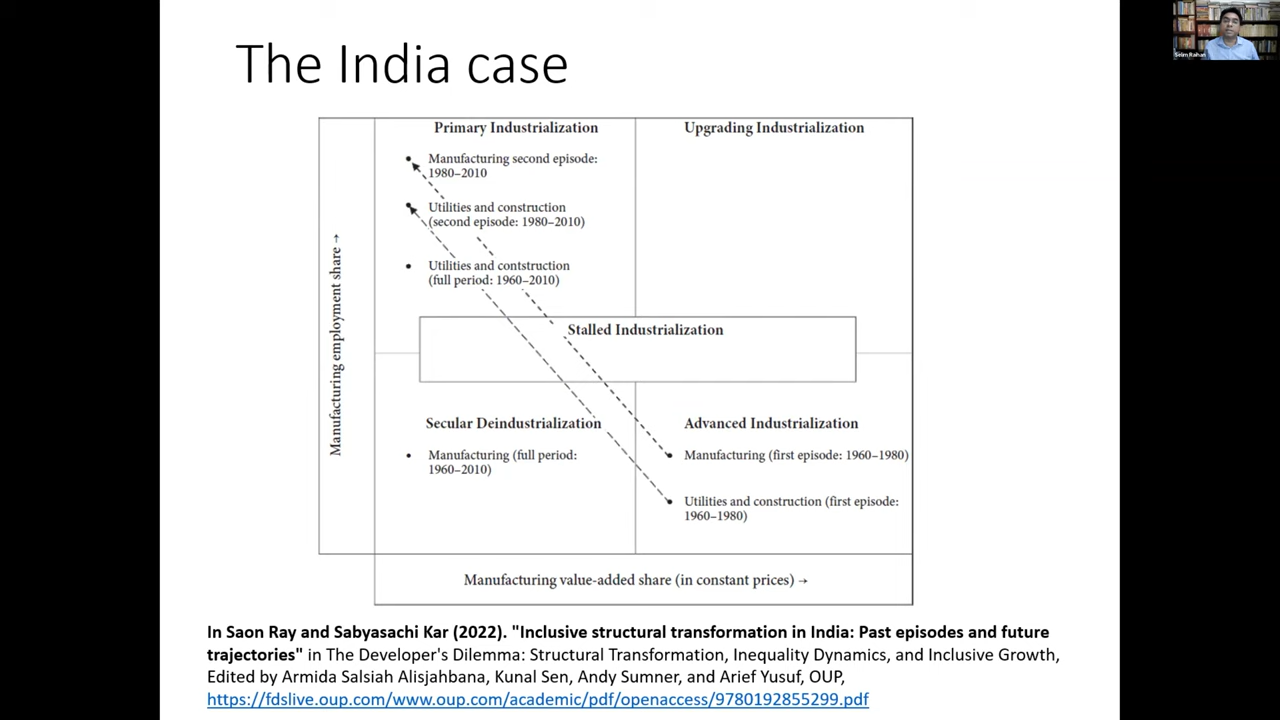 The India case
Selim Raihan
Primary Industrialization
Upgrading Industrialization
Manufacturing second episode:
1980–2010
Utilities and construction
(second episode: 1980–2010)
Utilities and contstruction
(full period: 1960–2010)
Manufacturing employment share →
Stalled Industrialization
Secular Deindustrialization
Advanced Industrialization
Manufacturing (full period:
1960–2010)
Manufacturing (first episode: 1960–1980)
Utilities and construction (first episode:
1960–1980)
Manufacturing value-added share (in constant prices) →
In Saon Ray and Sabyasachi Kar (2022). "Inclusive structural transformation in India: Past episodes and future
trajectories" in The Developer's Dilemma: Structural Transformation, Inequality Dynamics, and Inclusive Growth,
Edited by Armida Salsiah Alisjahbana, Kunal Sen, Andy Sumner, and Arief Yusuf, OUP,
https://fdslive.oup.com/www.oup.com/academic/pdf/openaccess/9780192855299.pdf